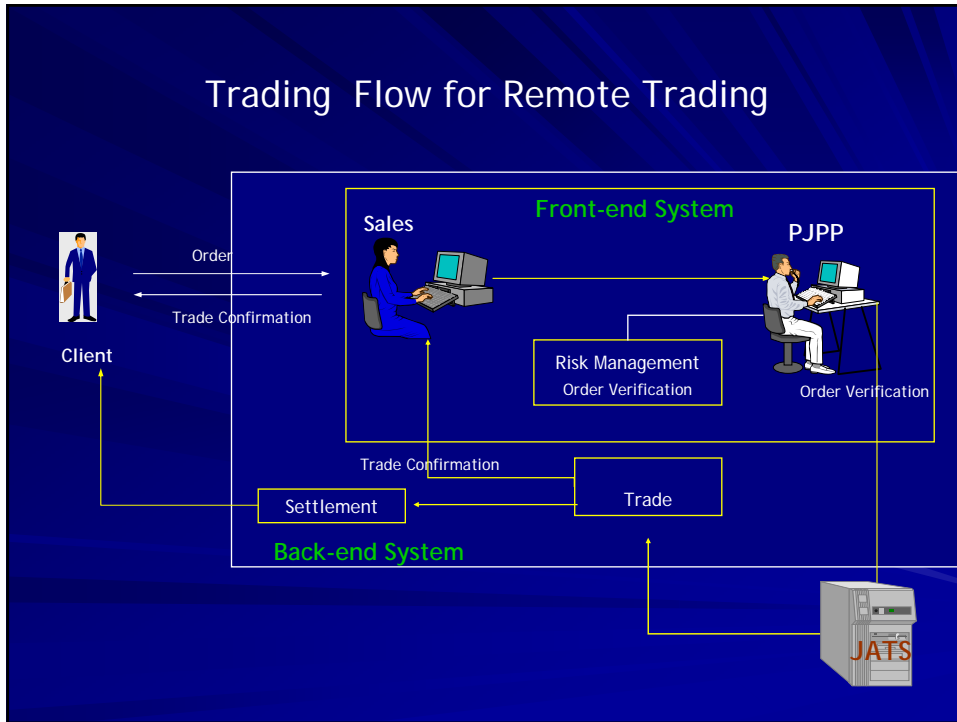 Trading Flow for Remote Trading
Front-end System
Sales
PJPP
Order
Trade Confirmation
Client
Risk Management
Order Verification
Order Verification
Trade Confirmation
Settlement
Trade
Back-end System
JATS